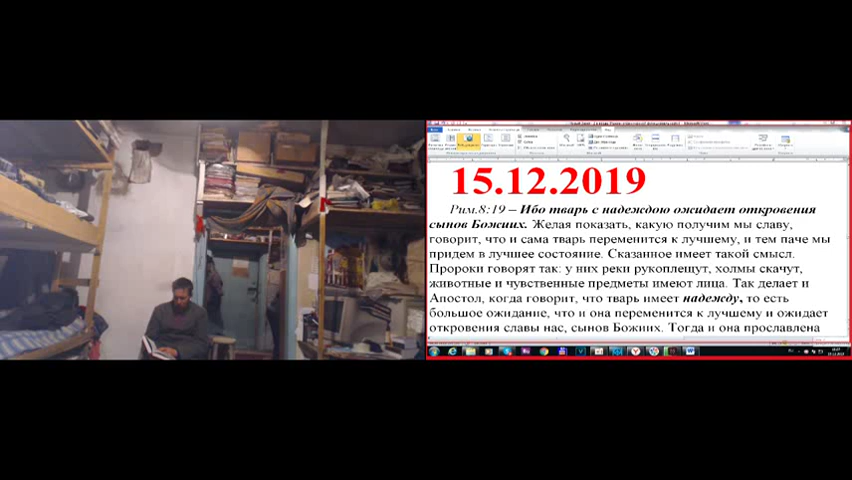 15.12.2019
Рим.8:19 – Ибо тварь с надеждою ожидает откровения
сынов Божиих. Желая показать, какую получим мы славу,
говорит, что и сама тварь переменится к лучшему, и тем паче мы
придем в лучшее состояние. Сказанное имеет такой смысл.
Пророки говорят так: у них реки рукоплещут, холмы скачут,
животные и чувственные предметы имеют лица. Так делает и
Апостол, когда говорит, что тварь имеет надежду, то есть
большое ожидание, что и она переменится к лучшему и ожидает
откровения славы нас, сынов Божиих. Тогда и она прославлена